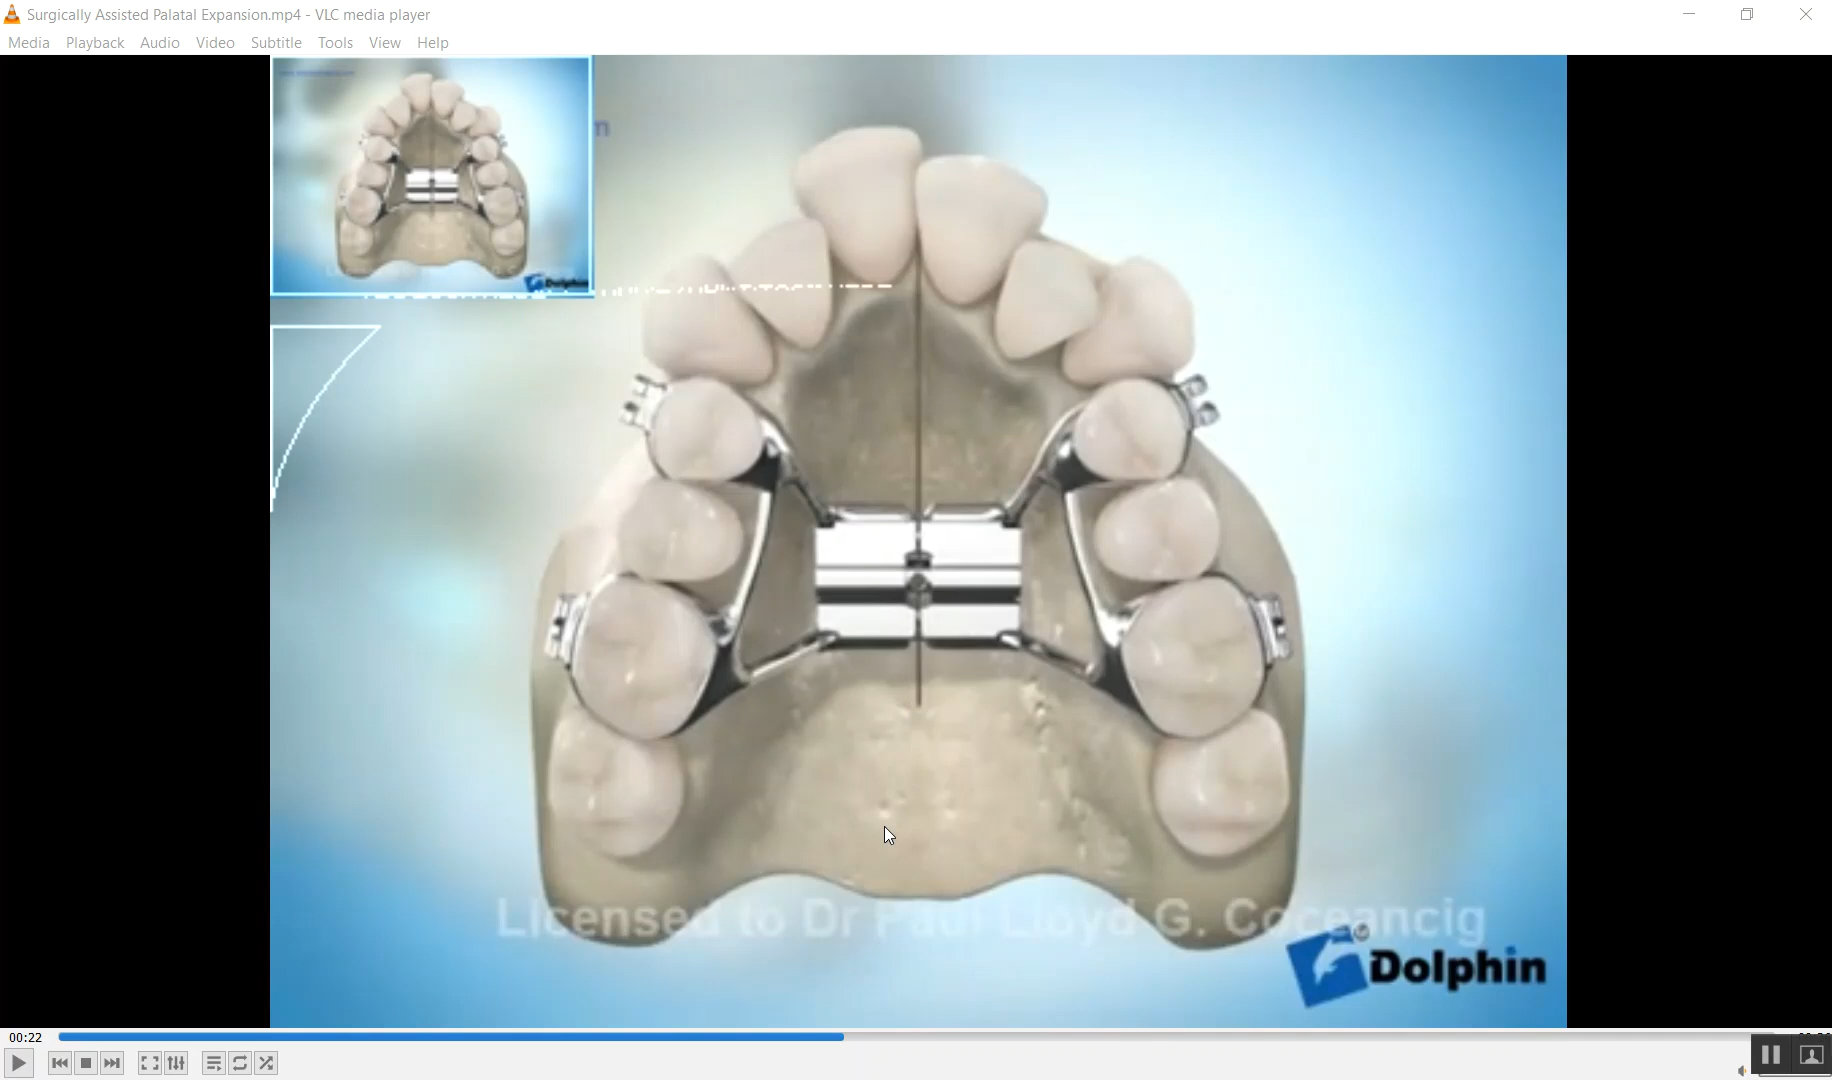 Surgically Assisted Palatal Expansion.mp4 - VLC media player
Media Playback Audio Video Subtitle Tools View Help
Dolphin
m
Licensed to Dr Paul Lloyd G. Coceancig
Dolphin
00:22